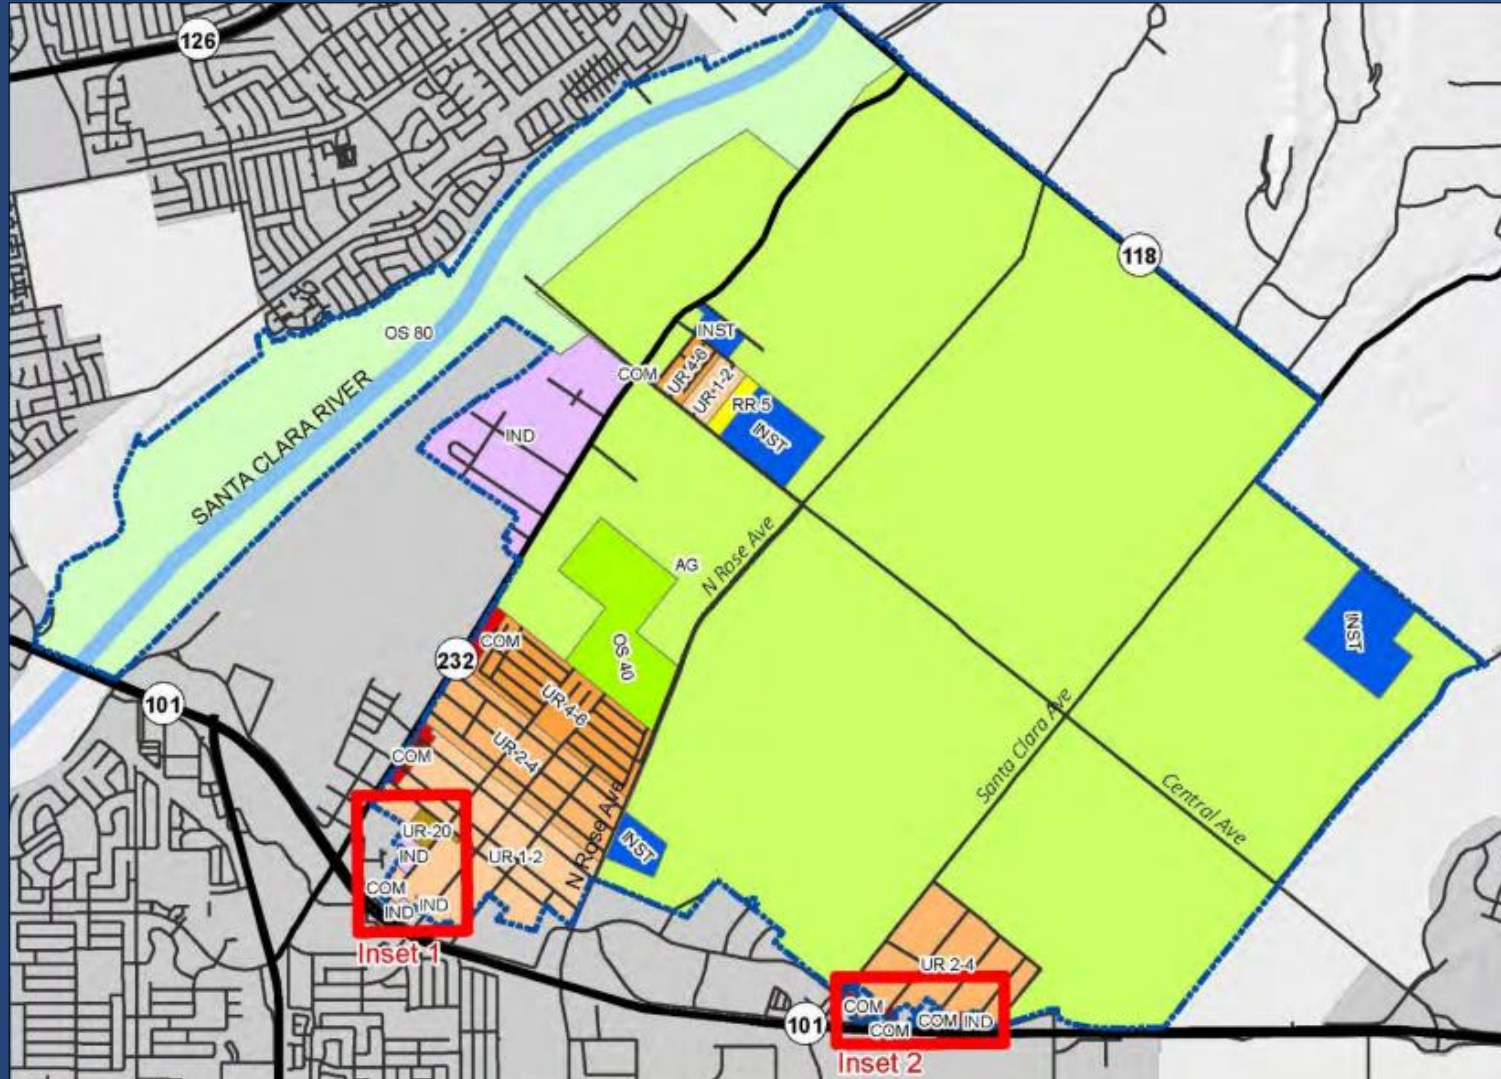 126
118
OS 80
INST
COM
UR 4-6
UR-1-2
RR 5
INST
SANTA CLARA RIVER
IND
N Rose Ave
AG
INST
COM
OS 40
232
UR 4-6
101
Santa Clara Ave
COM
UR-2-4
Central Ave
N Rose Ave
UR-20
INST
IND
UR 1-2
COM
IND
IND
Inset 1
UR 2-4
COM
COM
IND
COM
101
Inset 2